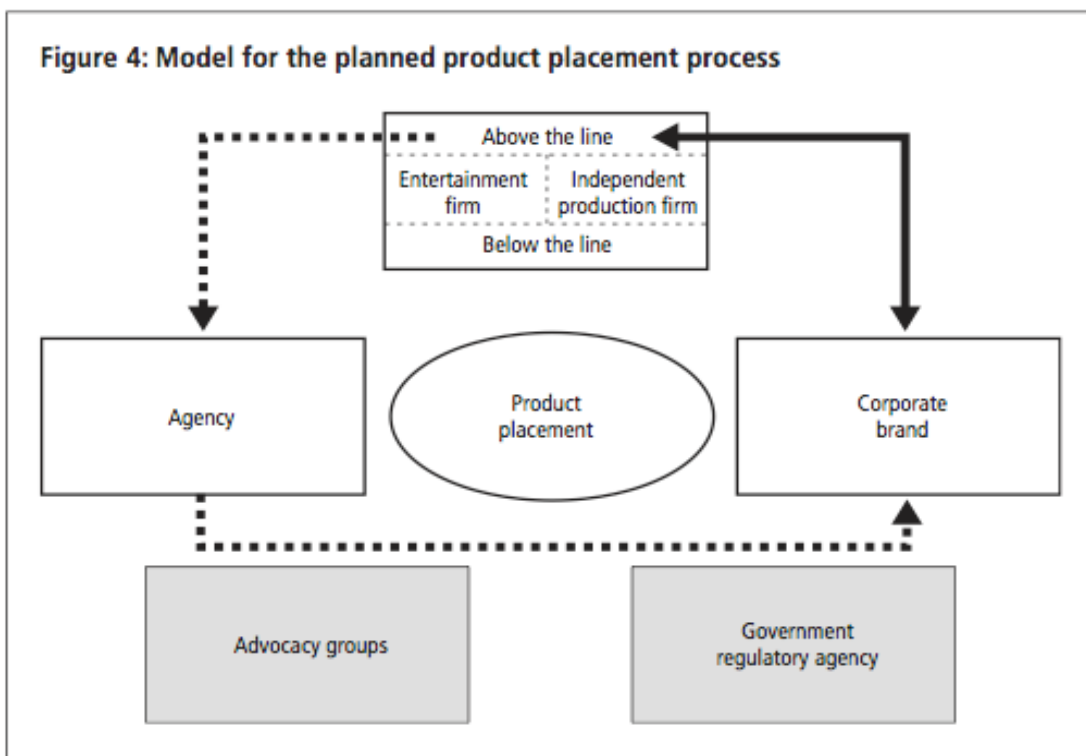 Figure 4: Model for the planned product placement process
Above the line
Entertainment
firm
Independent
production firm
Below the line
Agency
Product
placement
Corporate
brand
Advocacy groups
Government
regulatory agency